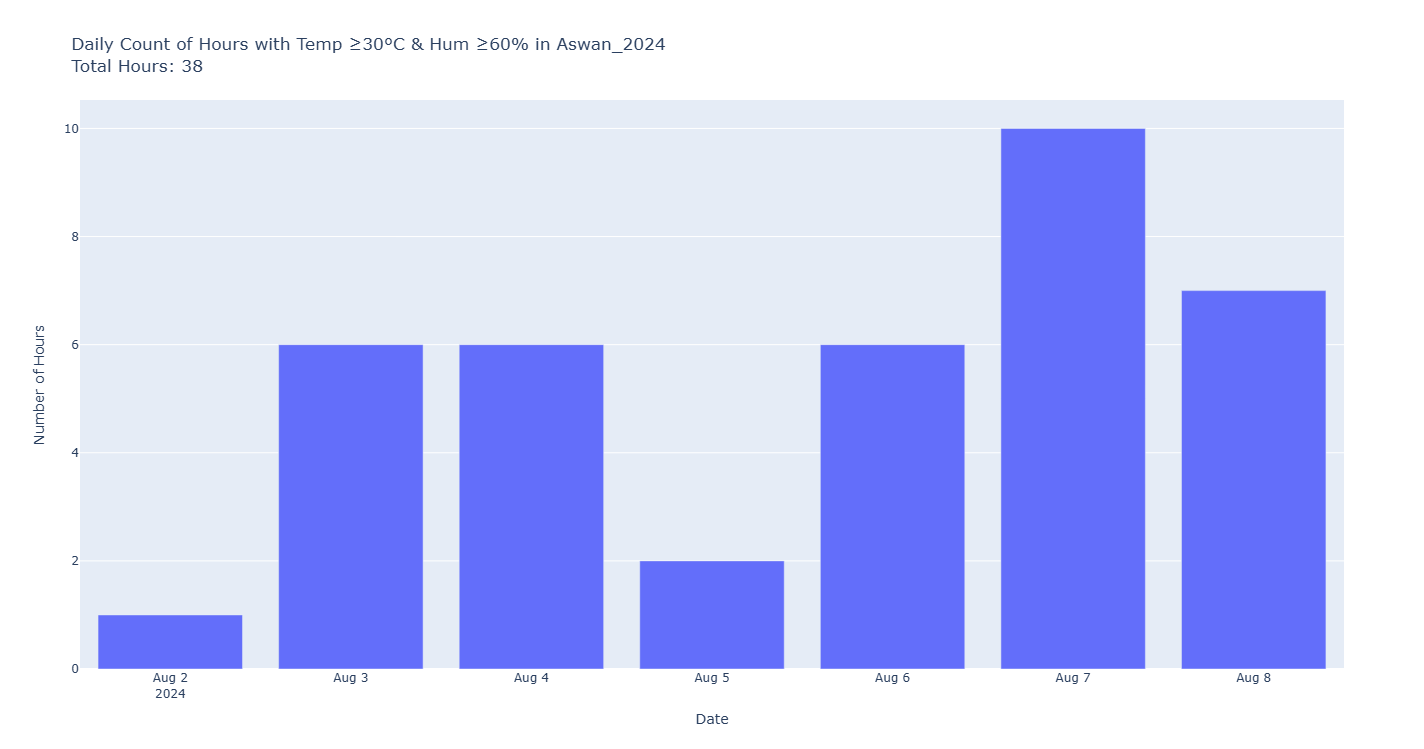 Daily Count of Hours with Temp ≥30ºC & Hum ≥60% in Aswan_2024
Total Hours: 38
Number of Hours
10
8
6
4
2
0
Aug 2 Aug 3 Aug 4 Aug 5 Aug 6 Aug 7 Aug 8
2024
Date